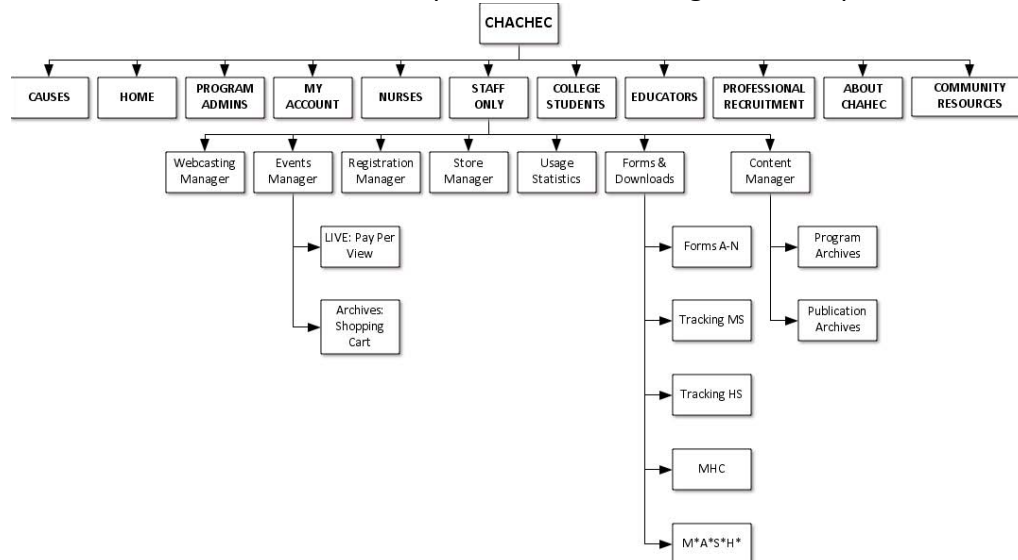 CHACHEC
CAUSES
HOME
PROGRAM
ADMINS
MY
ACCOUNT
NURSES
STAFF
ONLY
COLLEGE
STUDENTS
EDUCATORS
PROFESSIONAL
RECRUITMENT
ABOUT
CHAHEC
COMMUNITY
RESOURCES
Webcasting
Manager
Events
Manager
Registration
Manager
Store
Manager
Usage
Statistics
Forms &
Downloads
Content
Manager
LIVE: Pay Per
View
Archives:
Shopping
Cart
Forms A-N
Tracking MS
Tracking HS
MHC
M*A*S*H*
Program
Archives
Publication
Archives